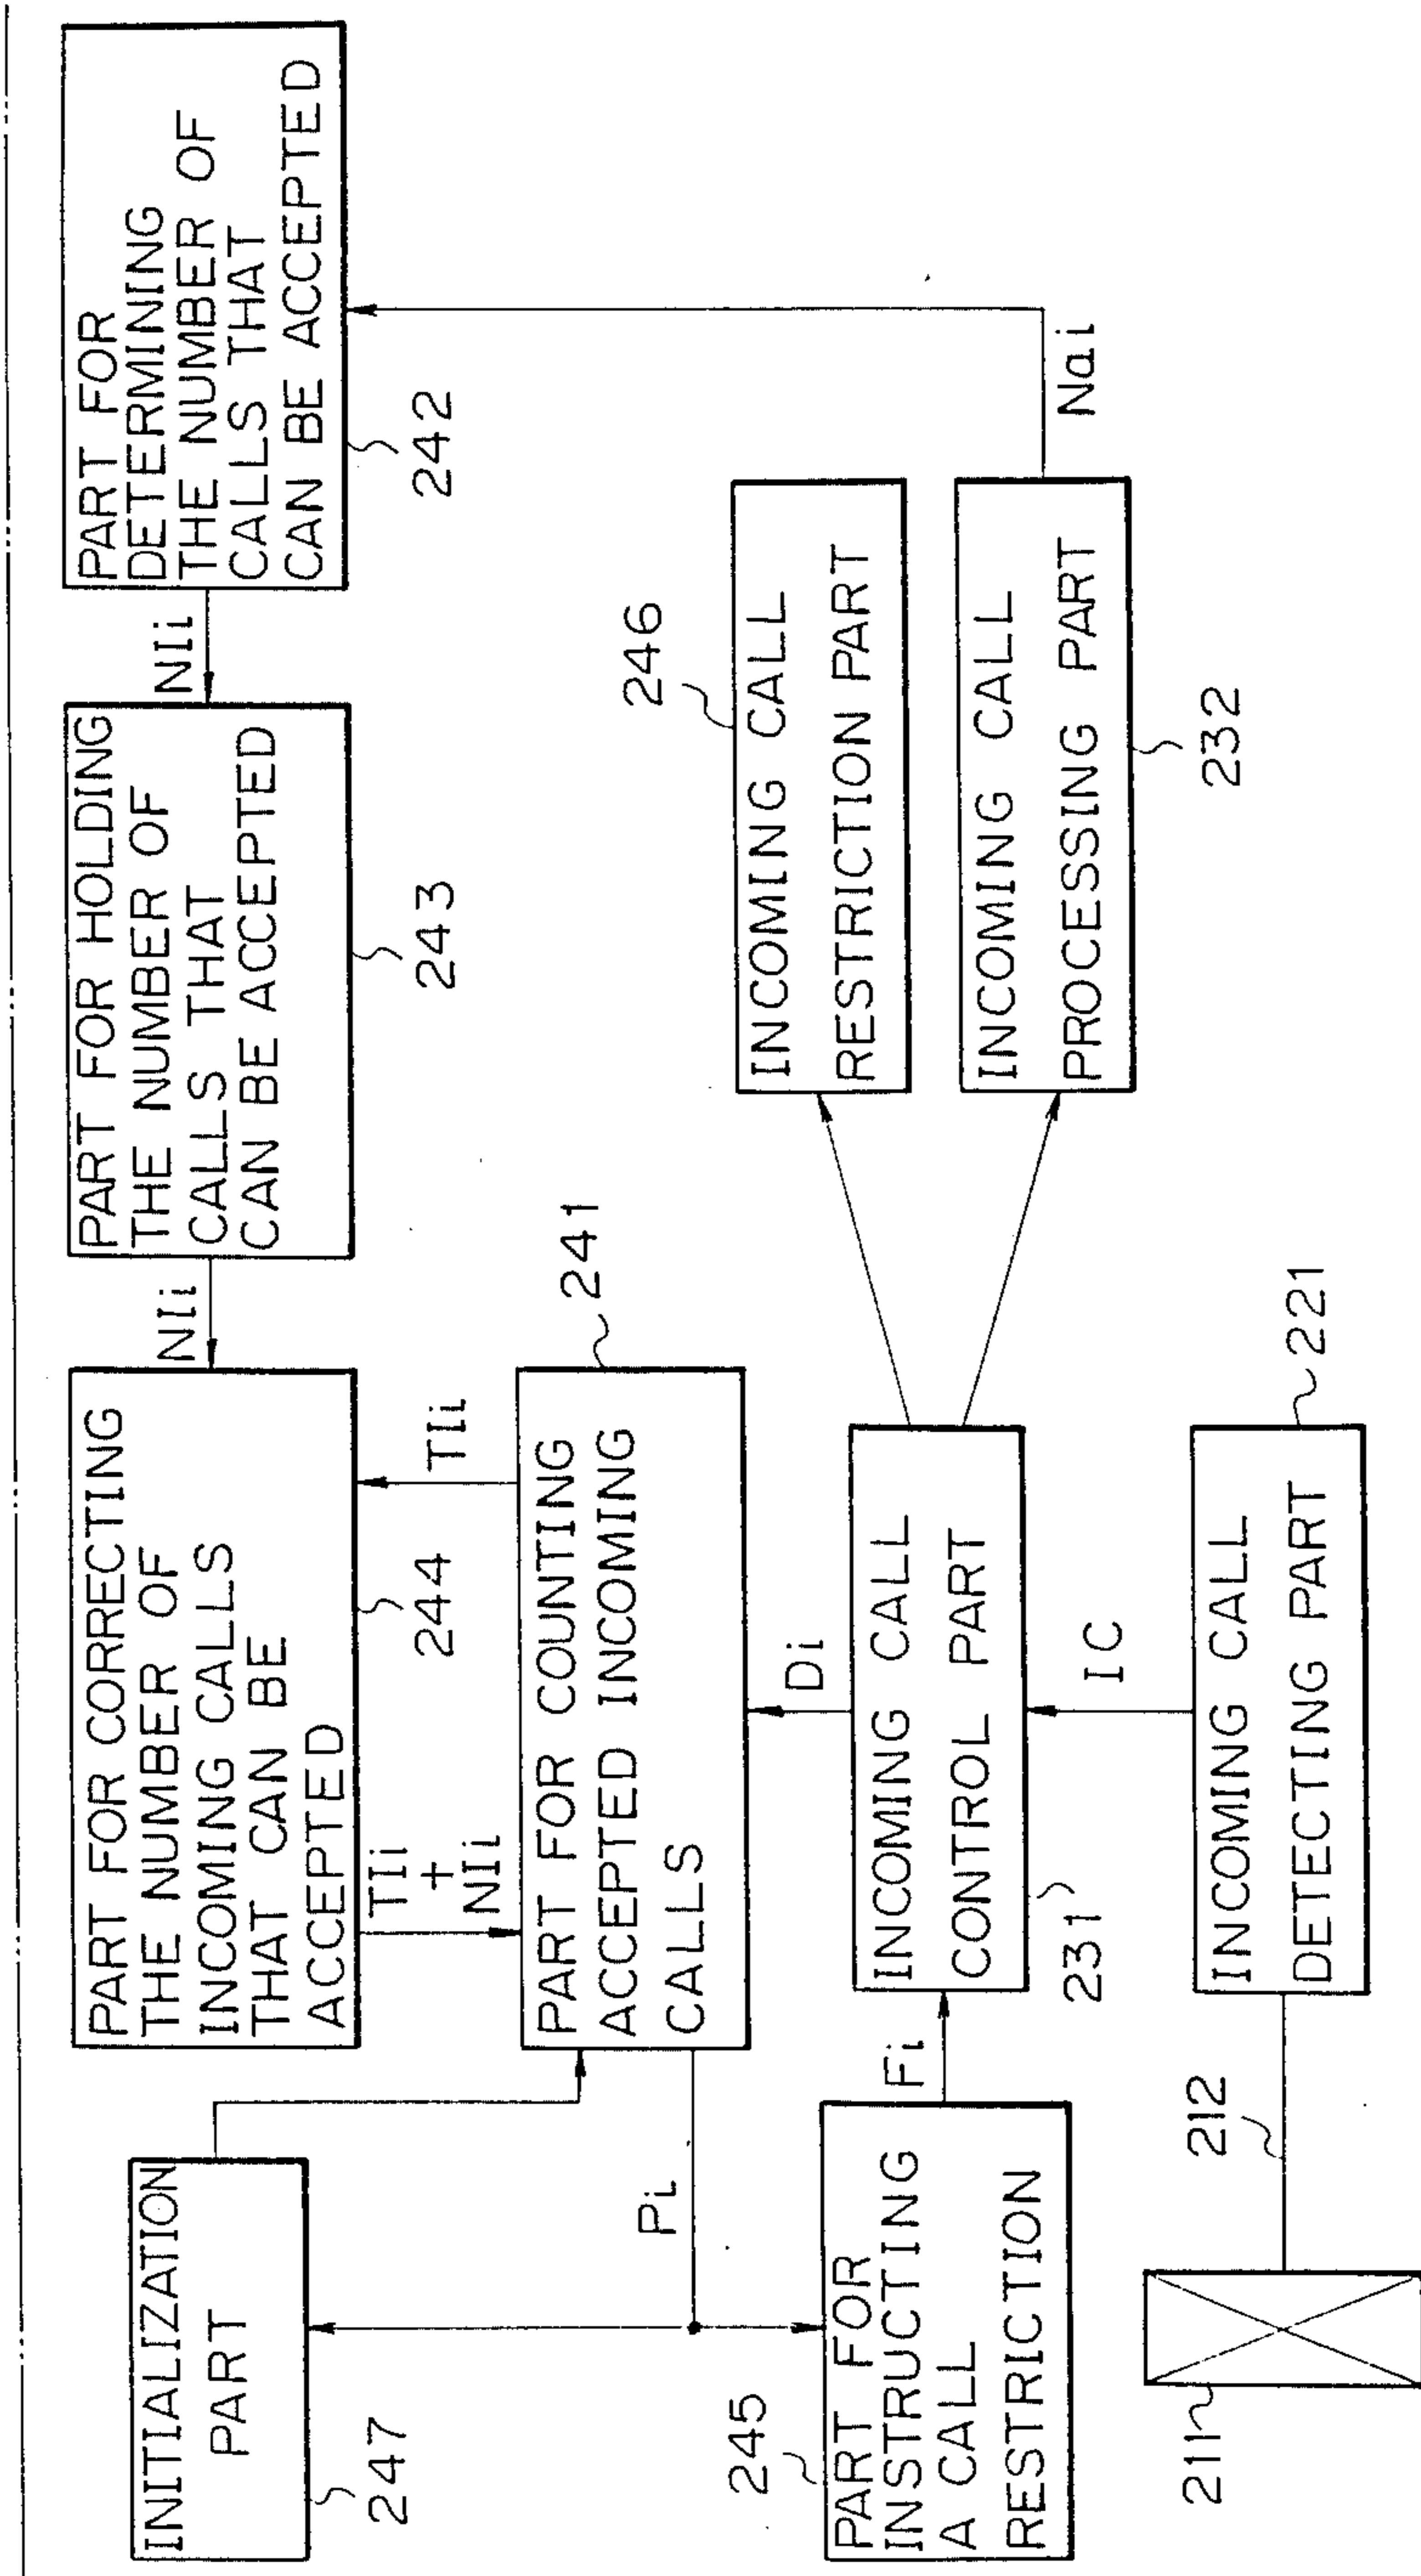 INITIALIZATION
PART
247
PART FOR CORRECTING
THE NUMBER OF
INCOMING CALLS
THAT CAN BE
ACCEPTED
244
NIi
PART FOR HOLDING
THE NUMBER OF
CALLS THAT
CAN BE ACCEPTED
243
NIi
PART FOR
DETERMINING
THE NUMBER OF
CALLS THAT
CAN BE ACCEPTED
242
TIi
+
NIi
TIi
Pi
PART FOR COUNTING
ACCEPTED INCOMING
CALLS
241
Di
245
PART FOR
INSTRUCTING
A CALL
RESTRICTION
Fi
INCOMING CALL
CONTROL PART
231
246
INCOMING CALL
RESTRICTION PART
INCOMING CALL
PROCESSING PART
232
Nai
IC
211
212
INCOMING CALL
DETECTING PART
221